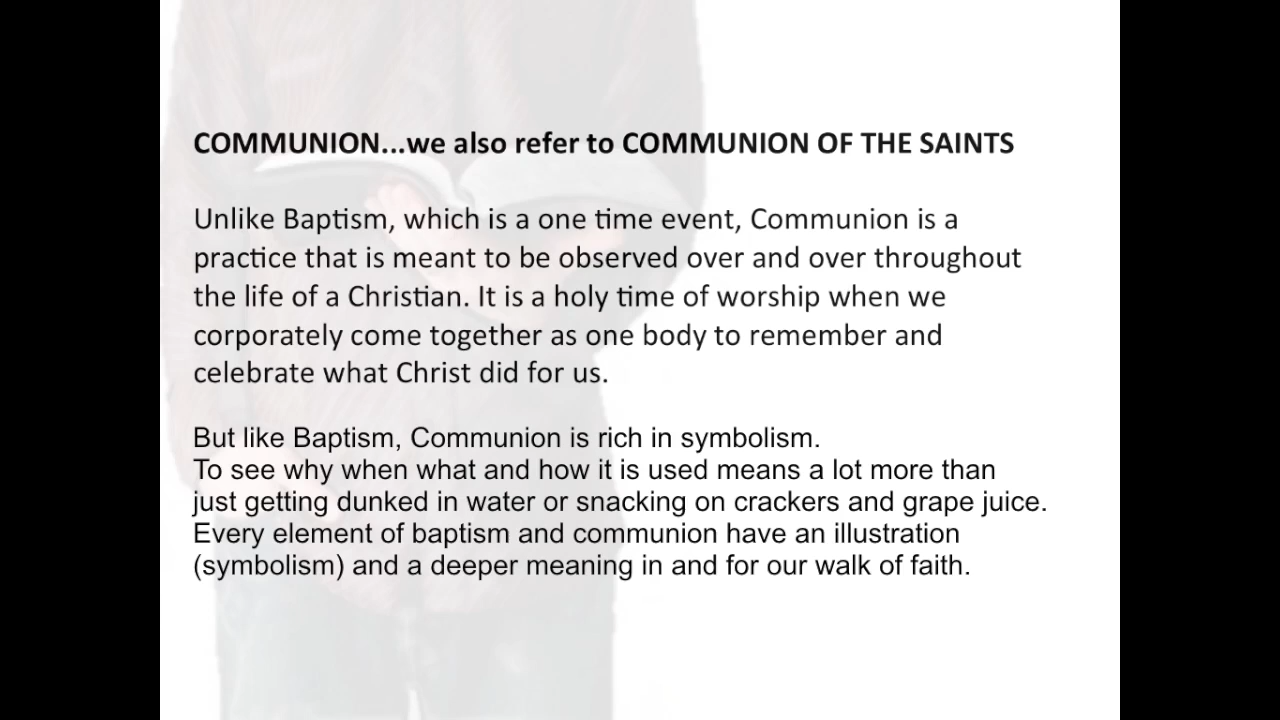 COMMUNION...we also refer to COMMUNION OF THE SAINTS
Unlike Baptism, which is a one time event, Communion is a
practice that is meant to be observed over and over throughout
the life of a Christian. It is a holy time of worship when we
corporately come together as one body to remember and
celebrate what Christ did for us.
But like Baptism, Communion is rich in symbolism.
To see why when what and how it is used means a lot more than
just getting dunked in water or snacking on crackers and grape juice.
Every element of baptism and communion have an illustration
(symbolism) and a deeper meaning in and for our walk of faith.